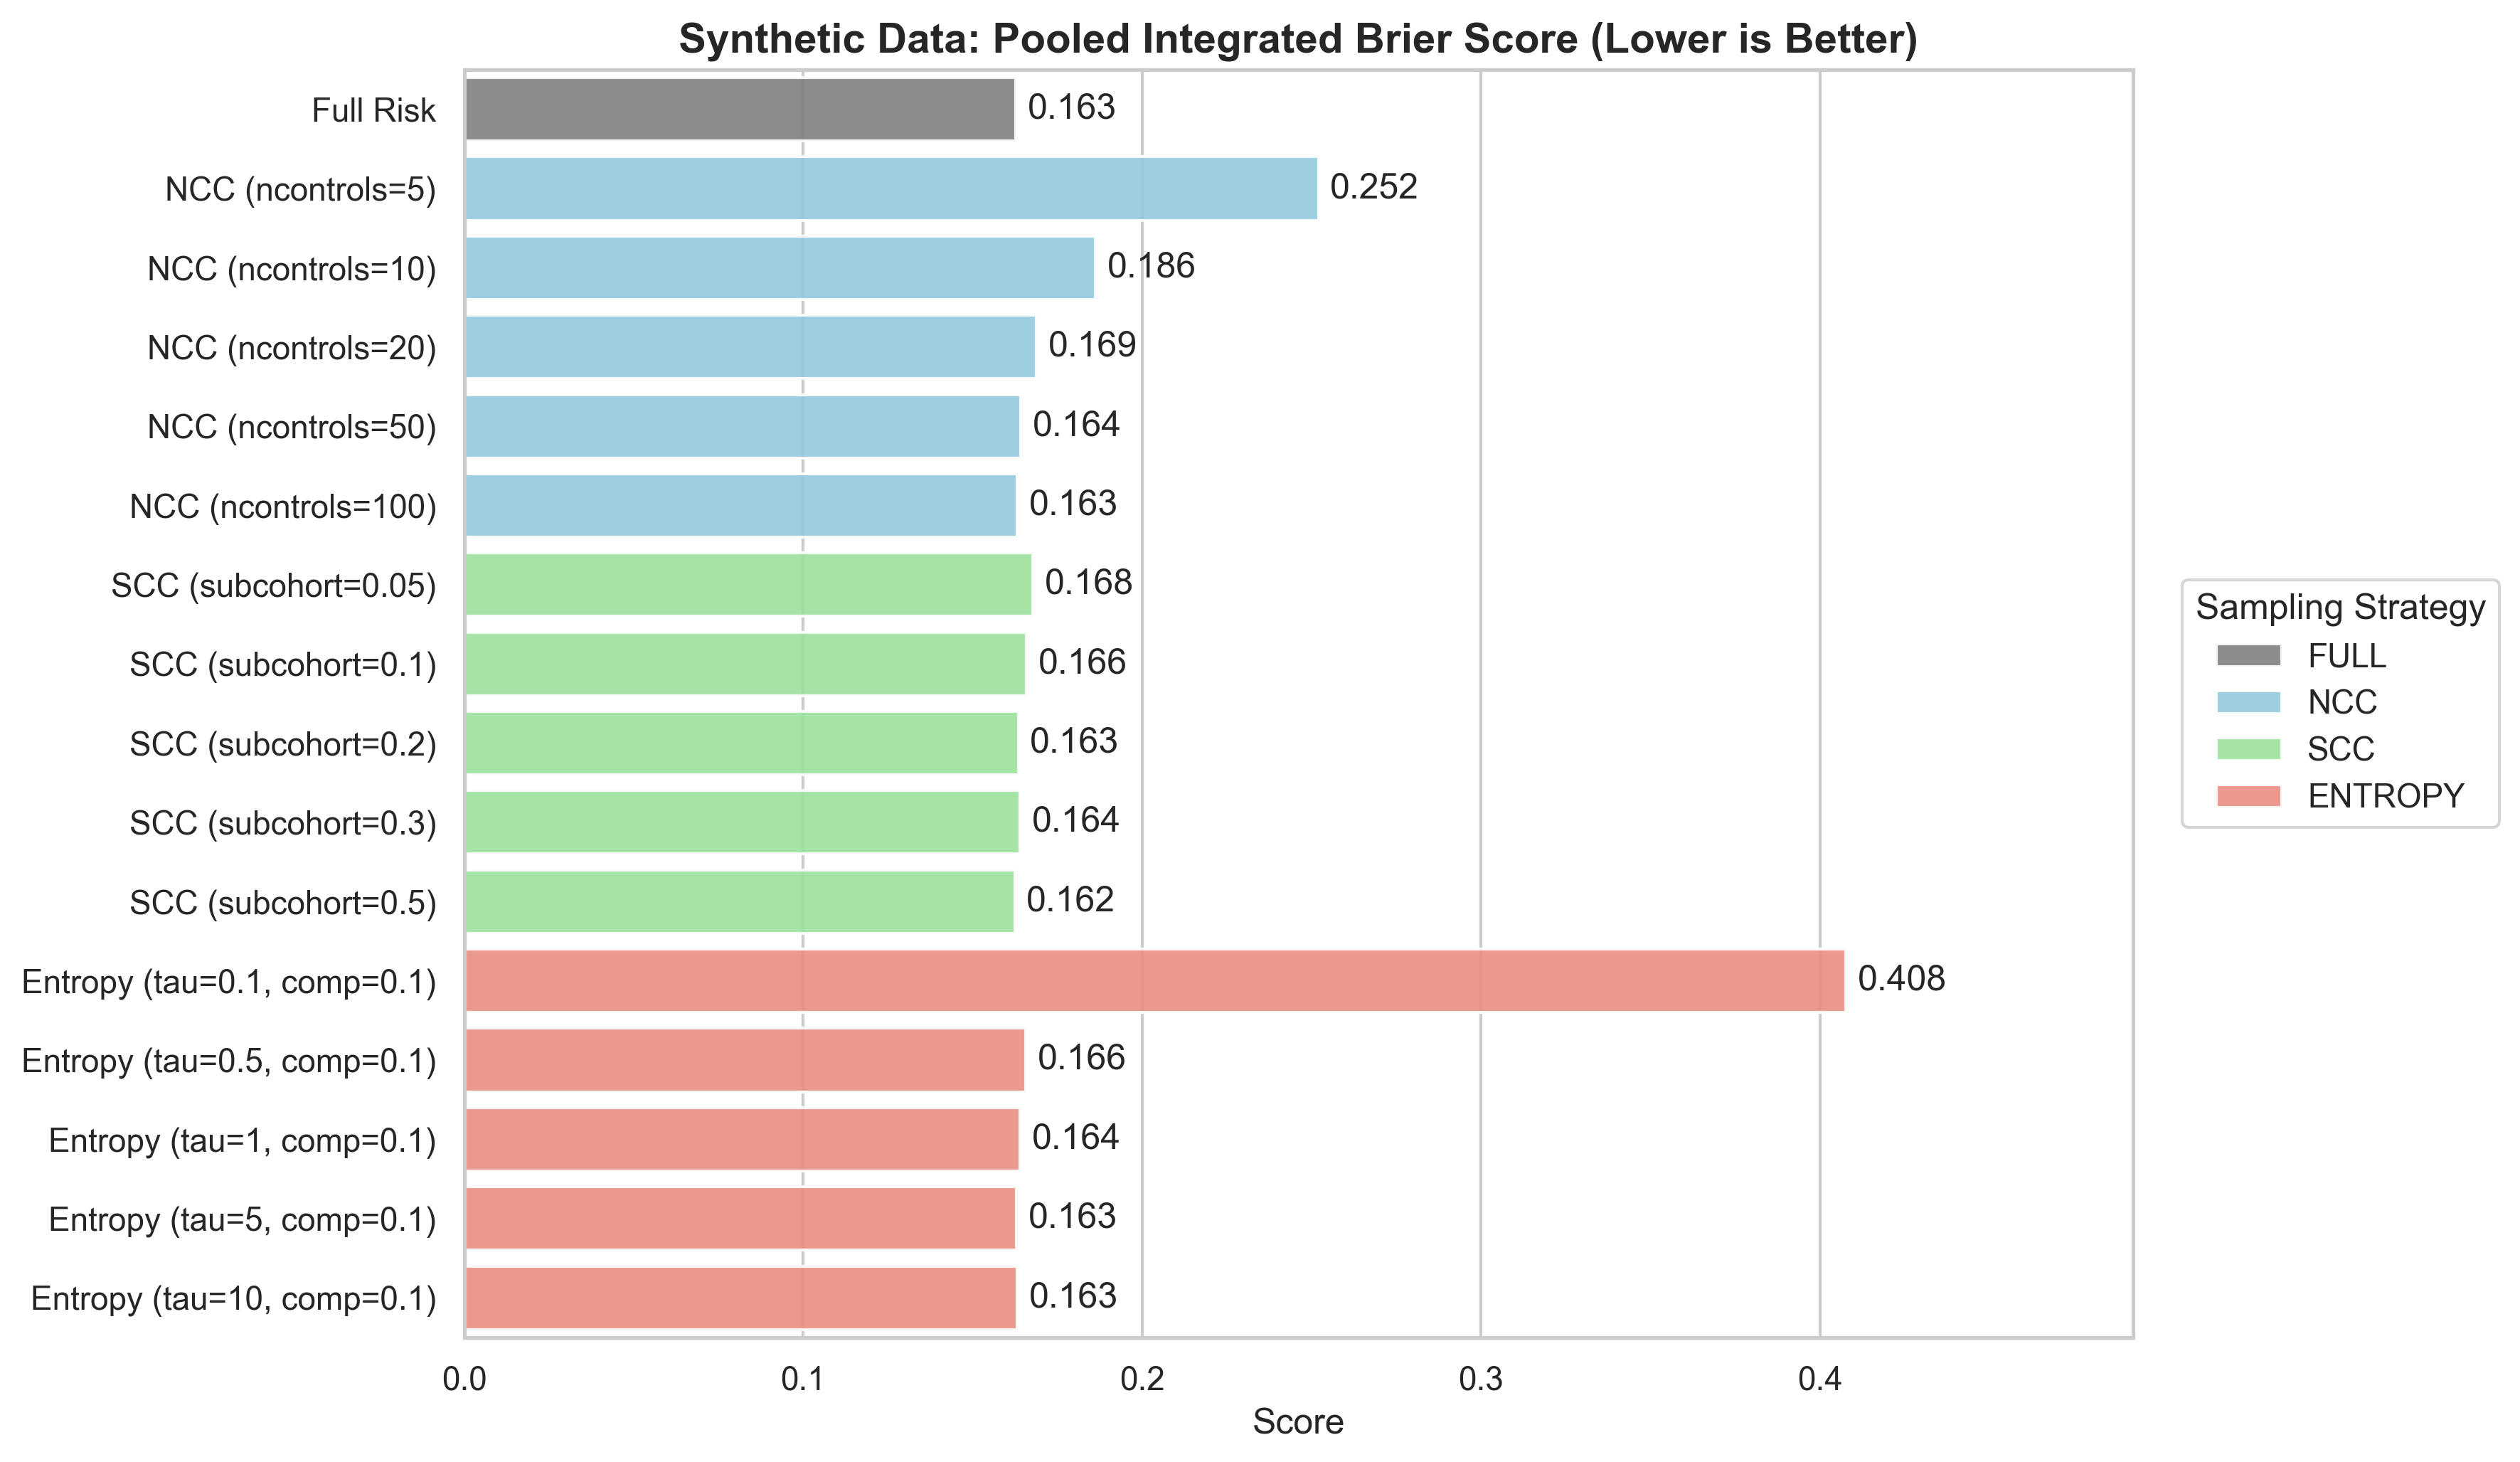 Synthetic Data: Pooled Integrated Brier Score (Lower is Better)
Full Risk 0.163
NCC (ncontrols=5) 0.252
NCC (ncontrols=10) 0.186
NCC (ncontrols=20) 0.169
NCC (ncontrols=50) 0.164
NCC (ncontrols=100) 0.163
SCC (subcohort=0.05) 0.168
SCC (subcohort=0.1) 0.166
SCC (subcohort=0.2) 0.163
SCC (subcohort=0.3) 0.164
SCC (subcohort=0.5) 0.162
Entropy (tau=0.1, comp=0.1) 0.408
Entropy (tau=0.5, comp=0.1) 0.166
Entropy (tau=1, comp=0.1) 0.164
Entropy (tau=5, comp=0.1) 0.163
Entropy (tau=10, comp=0.1) 0.163
0.0 0.1 0.2 0.3 0.4
Score
Sampling Strategy
FULL
NCC
SCC
ENTROPY